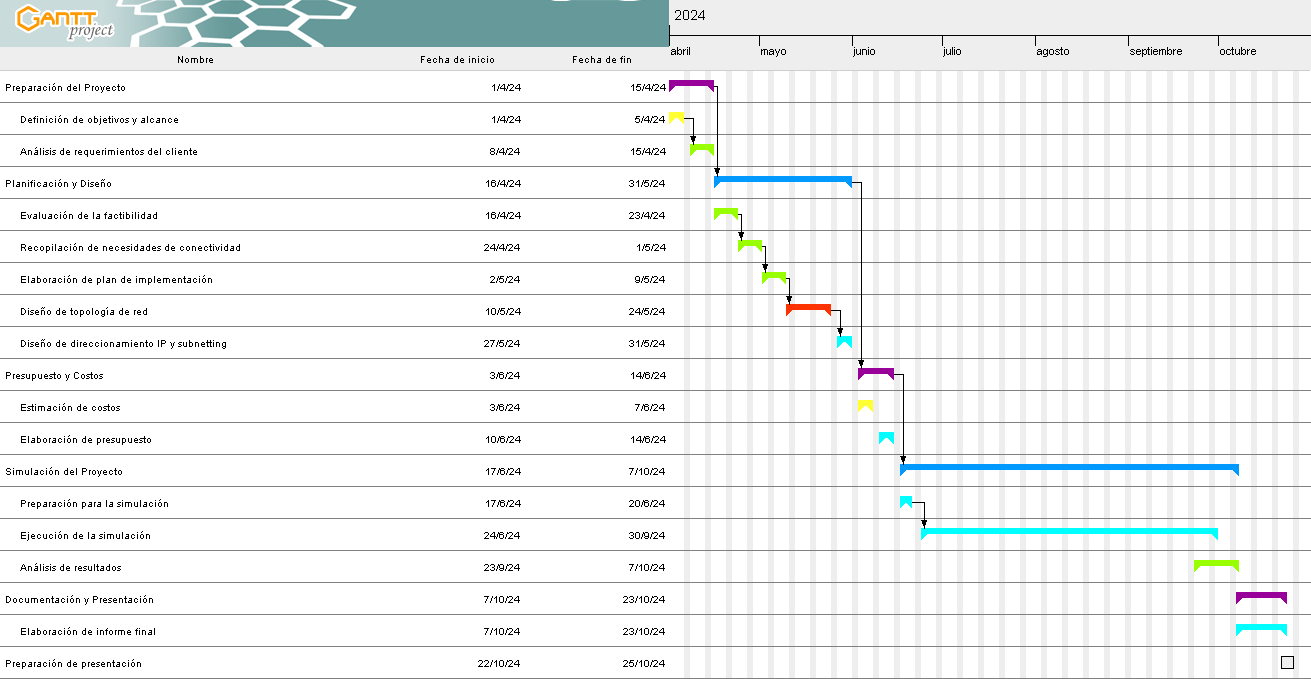 GANTT
project
2024
abril mayo junio julio agosto septiembre octubre
Nombre Fecha de inicio Fecha de fin
Preparación del Proyecto 1/4/24 15/4/24
Definición de objetivos y alcance 1/4/24 5/4/24
Análisis de requerimientos del cliente 8/4/24 15/4/24
Planificación y Diseño 16/4/24 31/5/24
Evaluación de la factibilidad 16/4/24 23/4/24
Recopilación de necesidades de conectividad 24/4/24 1/5/24
Elaboración de plan de implementación 2/5/24 9/5/24
Diseño de topología de red 10/5/24 24/5/24
Diseño de direccionamiento IP y subnetting 27/5/24 31/5/24
Presupuesto y Costos 3/6/24 14/6/24
Estimación de costos 3/6/24 7/6/24
Elaboración de presupuesto 10/6/24 14/6/24
Simulación del Proyecto 17/6/24 7/10/24
Preparación para la simulación 17/6/24 20/6/24
Ejecución de la simulación 24/6/24 30/9/24
Análisis de resultados 23/9/24 7/10/24
Documentación y Presentación 7/10/24 23/10/24
Elaboración de informe final 7/10/24 23/10/24
Preparación de presentación 22/10/24 25/10/24